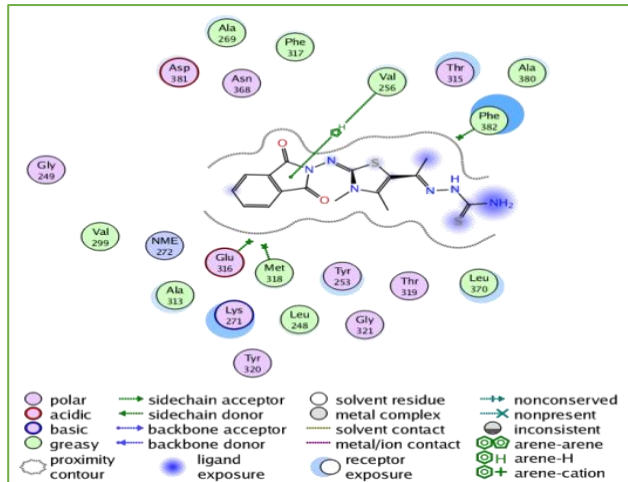 Ala
269
Phe
317
Asp
381
Asn
368
Val
256
Thr
315
Ala
380
Phe
382
H
Gly
249
O
N
N
S
N
N
H
N
NH₂
O
S
Val
299
NME
272
Glu
316
Met
318
Tyr
253
Thr
319
Leu
370
Ala
313
Lys
271
Leu
248
Gly
321
Tyr
320
polar
acidic
basic
greasy
proximity
contour
sidechain acceptor
sidechain donor
backbone acceptor
backbone donor
ligand
exposure
solvent residue
metal complex
solvent contact
metal/ion contact
receptor
exposure
nonconserved
nonpresent
inconsistent
arene-arene
H arene-H
arene-cation